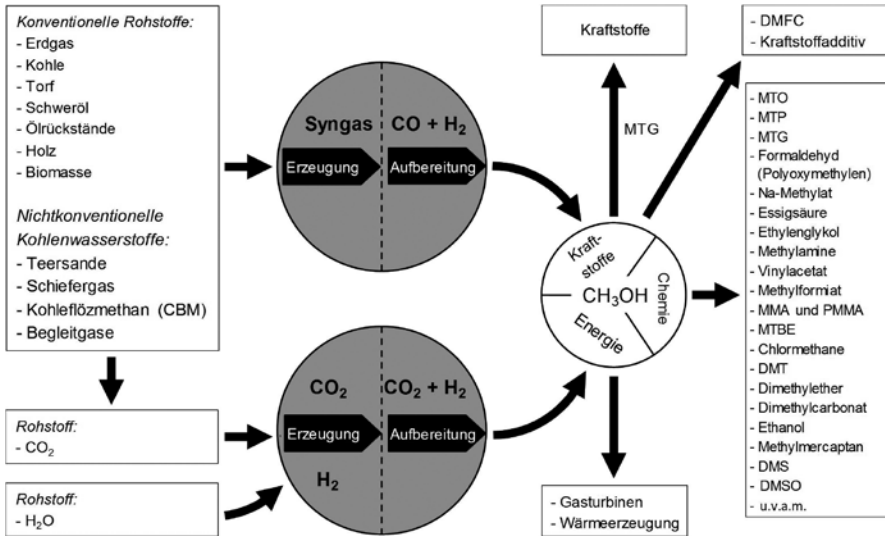 Konventionelle Rohstoffe:
- Erdgas
- Kohle
- Torf
- Schweröl
- Ölrückstände
- Holz
- Biomasse
Nichtkonventionelle
Kohlenwasserstoffe:
- Teersande
- Schiefergas
- Kohleflözmethan (CBM)
- Begleitgase
Rohstoff:
- CO₂
Rohstoff:
- H₂O
Syngas
CO + H₂
Erzeugung
Aufbereitung
CO₂
CO₂ + H₂
Erzeugung
Aufbereitung
H₂
Kraftstoffe
MTG
Kraft-
stoffe
CH₃OH
Chemie
Energie
- Gasturbinen
- Wärmeerzeugung
- DMFC
- Kraftstoffadditiv
- MTO
- MTP
- MTG
- Formaldehyd
(Polyoxymethylen)
- Na-Methylat
- Essigsäure
- Ethylenglykol
- Methylamine
- Vinylacetat
- Methylformiat
- MMA und PMMA
- MTBE
- Chlormethane
- DMT
- Dimethylether
- Dimethylcarbonat
- Ethanol
- Methylmercaptan
- DMS
- DMSO
- u.v.a.m.